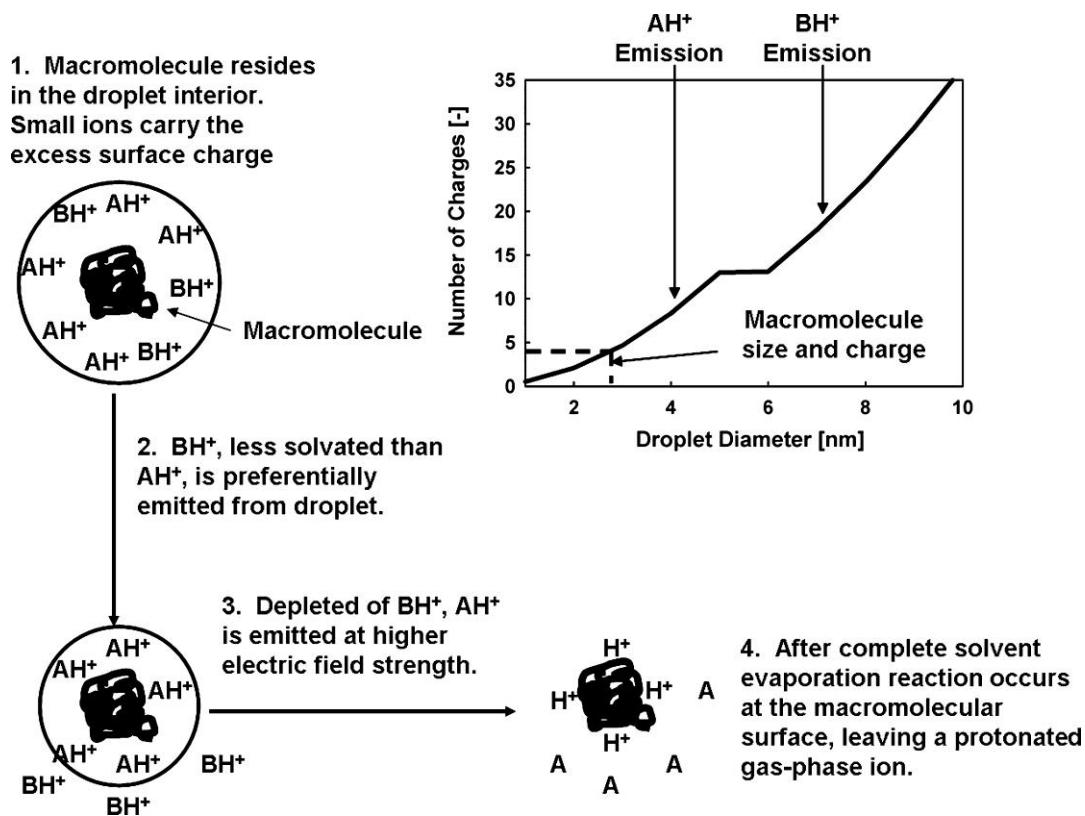 1. Macromolecule resides
in the droplet interior.
Small ions carry the
excess surface charge
BH⁺
AH⁺
AH⁺
AH⁺
BH⁺
AH⁺
AH⁺
BH⁺
Macromolecule
AH⁺
Emission
BH⁺
Emission
Number of Charges [-]
35
30
25
20
15
10
5
0
Macromolecule
size and charge
2
4
6
8
10
Droplet Diameter [nm]
2. BH⁺, less solvated than
AH⁺, is preferentially
emitted from droplet.
3. Depleted of BH⁺, AH⁺
is emitted at higher
electric field strength.
AH⁺
AH⁺
AH⁺
AH⁺
AH⁺
BH⁺
BH⁺
BH⁺
H⁺
H⁺
H⁺
H⁺
A
A
A
A
4. After complete solvent
evaporation reaction occurs
at the macromolecular
surface, leaving a protonated
gas-phase ion.